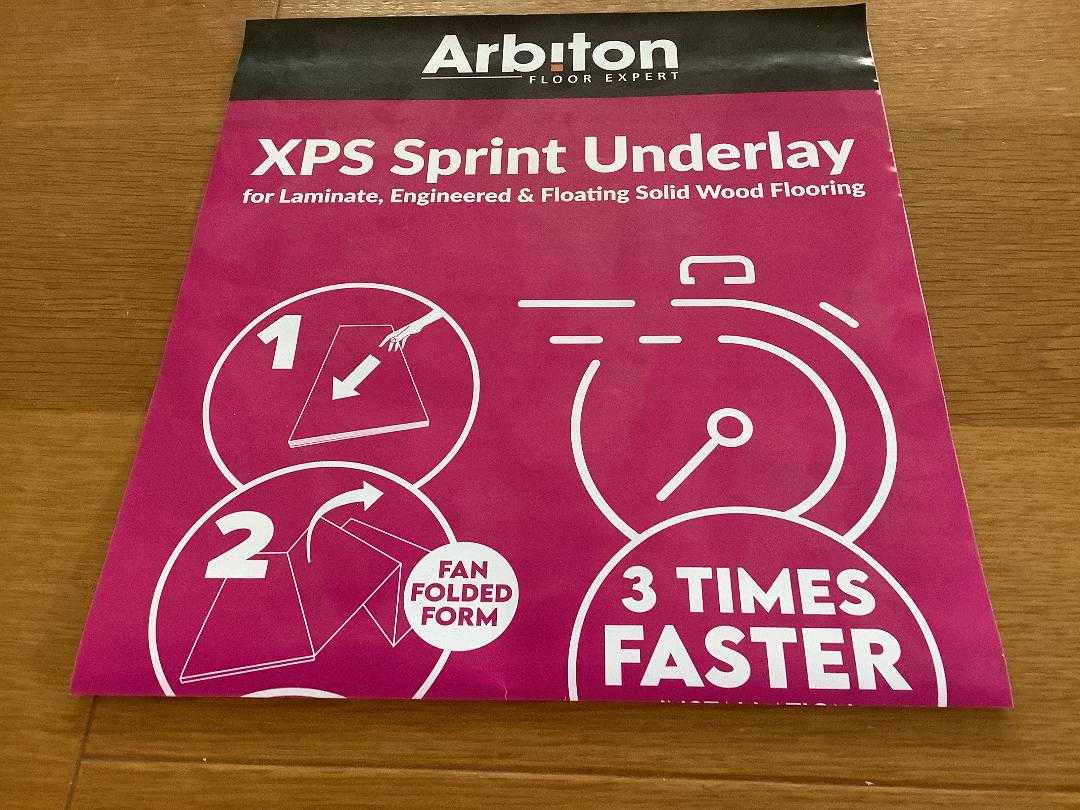 Arbiton
FLOOR EXPERT
XPS Sprint Underlay
for Laminate, Engineered & Floating Solid Wood Flooring
1
2
FAN
FOLDED
FORM
3 TIMES
FASTER